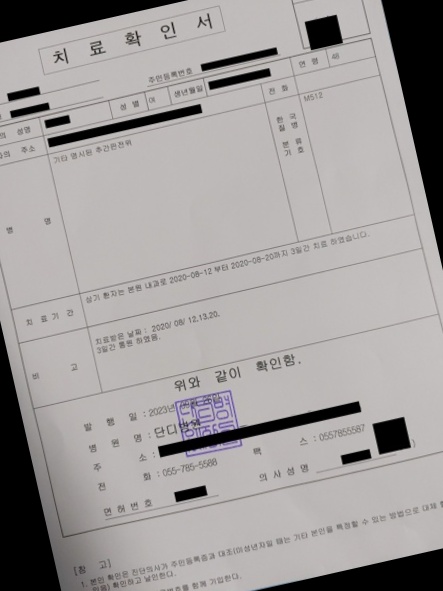 치 료 확 인 서
주민등록번호
의 성명 성 별 여 생년월일 연 령 48
의 주소 전 화
병 명 기타 명시된 추간판전위 한국질병분류기호 M512
치 료 기 간 상기 환자는 본원 내과로 2020-08-12 부터 2020-08-20까지 3일간 치료 하였습니다.
비 고 치료받은 날짜 : 2020/ 08/ 12,13,20,
3일간 통원 하였음.
위와 같이 확인함.
발 행 일 : 2023년
병 원 명 : 단디병원
주 소 :
전 화 : 055-785-5500 팩 스 : 0557855587
면 허 번 호 의 사 성 명 )
[참 고]
1. 본인 확인은 진단의사가 주민등록증과 대조(미성년자일 때는 기타 본인을 특정할 수 있는 방법으로 대체
확인하고 날인한다.
함께 기입한다.